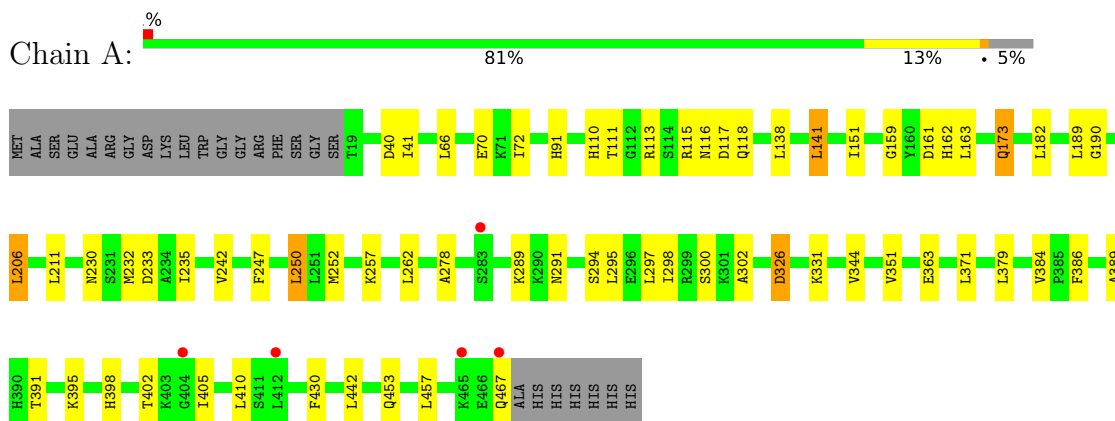 .%
Chain A:
81% 13% • 5%
MET ALA SER GLU ALA ARG GLY ASP LYS LEU TRP GLY GLY ARG PHE SER GLY SER T19 D40 I41 L66 E70 K71 I72 H91 H110 T111 G112 R113 S114 R115 N116 D117 Q118 L138 L141 I151 G159 Y160 D161 H162 L163 Q173 L182 L189 G190
L206 L211 N230 S231 M232 D233 A234 I235 V242 F247 L250 L251 M252 K257 L262 A278 S283 K289 K290 N291 S294 L295 E296 L297 I298 R299 S300 K301 A302 D326 K331 V344 V351 E363 L371 L379 V384 P385 F386 A389
H390 T391 K395 H398 T402 K403 G404 I405 L410 S411 L412 F430 L442 Q453 L457 K465 E466 Q467 ALA HIS HIS HIS HIS HIS HIS